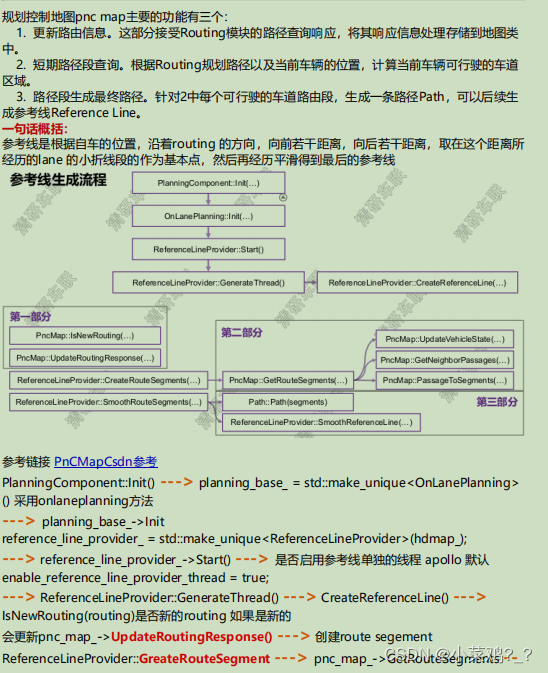 规划控制地图pnc map主要的功能有三个：
1. 更新路由信息。这部分接受Routing模块的路径查询响应，将其响应信息处理存储到地图类
中。
2. 短期路径段查询。根据Routing规划路径以及当前车辆的位置，计算当前车辆可行驶的车道
区域。
3. 路径段生成最终路径。针对2中每个可行驶的车道路由段，生成一条路径Path，可以后续生
成参考线Reference Line。
一句话概括：
参考线是根据自车的位置，沿着routing 的方向，向前若干距离，向后若干距离，取在这个距离所
经历的lane 的小折线段的作为基本点，然后再经历平滑得到最后的参考线
参考线生成流程
PlanningComponent::Init(…)
OnLanePlanning::Init(…)
ReferenceLineProvider::Start()
ReferenceLineProvider::GenerateThread()
ReferenceLineProvider::CreateReferenceLine(…)
第一部分
PncMap::IsNewRouting(…)
PncMap::UpdateRoutingResponse(…)
ReferenceLineProvider::CreateRouteSegments(…)
ReferenceLineProvider::SmoothRouteSegments(…)
第二部分
PncMap::GetRouteSegments(…)
PncMap::UpdateVehicleState(…)
PncMap::GetNeighborPassages(…)
PncMap::PassageToSegments(…)
第三部分
Path::Path(segments)
ReferenceLineProvider::SmoothReferenceLine(…)
参考链接 PnCMapCsdn参考
PlanningComponent::Init() ---> planning_base_ = std::make_unique<OnLanePlanning>
() 采用onlaneplanning方法
---> planning_base_->Init
reference_line_provider_ = std::make_unique<ReferenceLineProvider>(hdmap_);
---> reference_line_provider_->Start() ---> 是否启用参考线单独的线程 apollo 默认
enable_reference_line_provider_thread = true;
---> ReferenceLineProvider::GenerateThread() ---> CreateReferenceLine() --->
IsNewRouting(routing)是否新的routing 如果是新的
会更新pnc_map_->UpdateRoutingResponse() ---> 创建route segement
ReferenceLineProvider::GreateRouteSegment ---> pnc_map_->GetRouteSegments---
CSDN @小菜鸡?_?